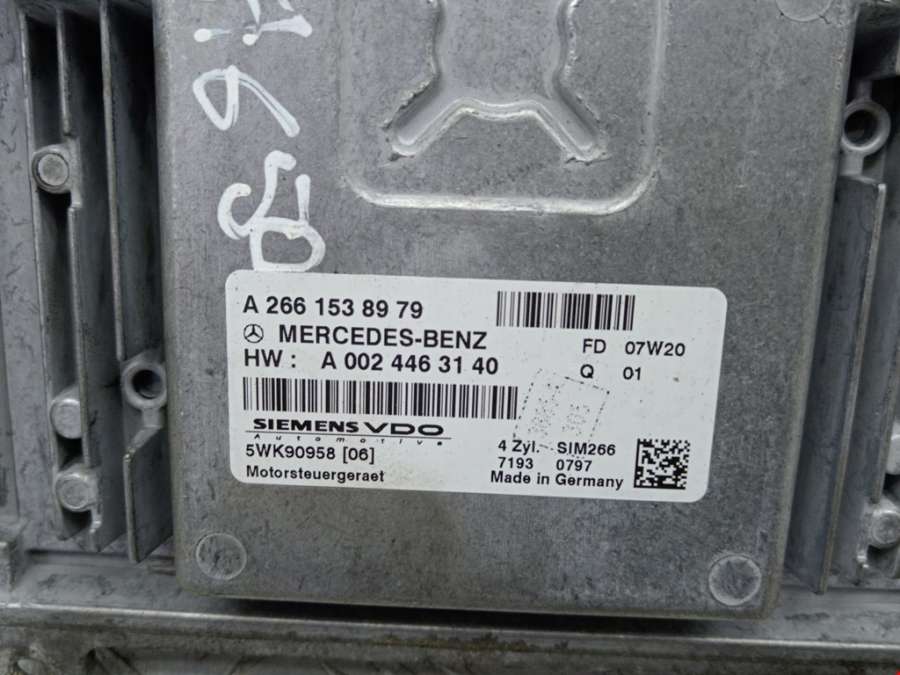 A 266 153 89 79
MERCEDES-BENZ
HW : A 002 446 31 40
FD 07W20
Q 01
SIEMENS VDO
Automotive
5WK90958 [06]
Motorsteuergeraet
4 Zyl. SIM266
7193 0797
Made in Germany